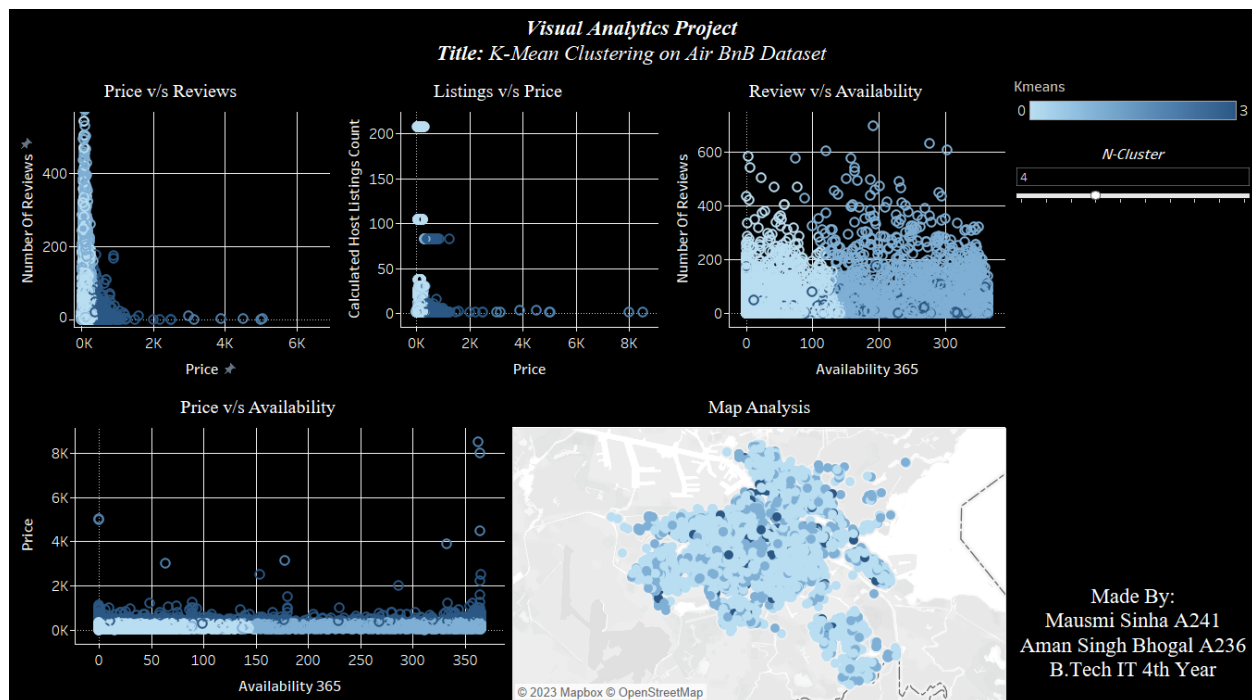 Visual Analytics Project
Title: K-Mean Clustering on Air BnB Dataset
Price v/s Reviews
Number Of Reviews
400
200
0
0K 2K 4K 6K
Price
Listings v/s Price
Calculated Host Listings Count
200
150
100
50
0
0K 2K 4K 6K 8K
Price
Review v/s Availability
Number Of Reviews
600
400
200
0
0 100 200 300
Availability 365
Kmeans
0 3
N-Cluster
4
Price v/s Availability
Price
8K
6K
4K
2K
0K
0 50 100 150 200 250 300 350
Availability 365
Map Analysis
© 2023 Mapbox © OpenStreetMap
Made By:
Mausmi Sinha A241
Aman Singh Bhogal A236
B.Tech IT 4th Year